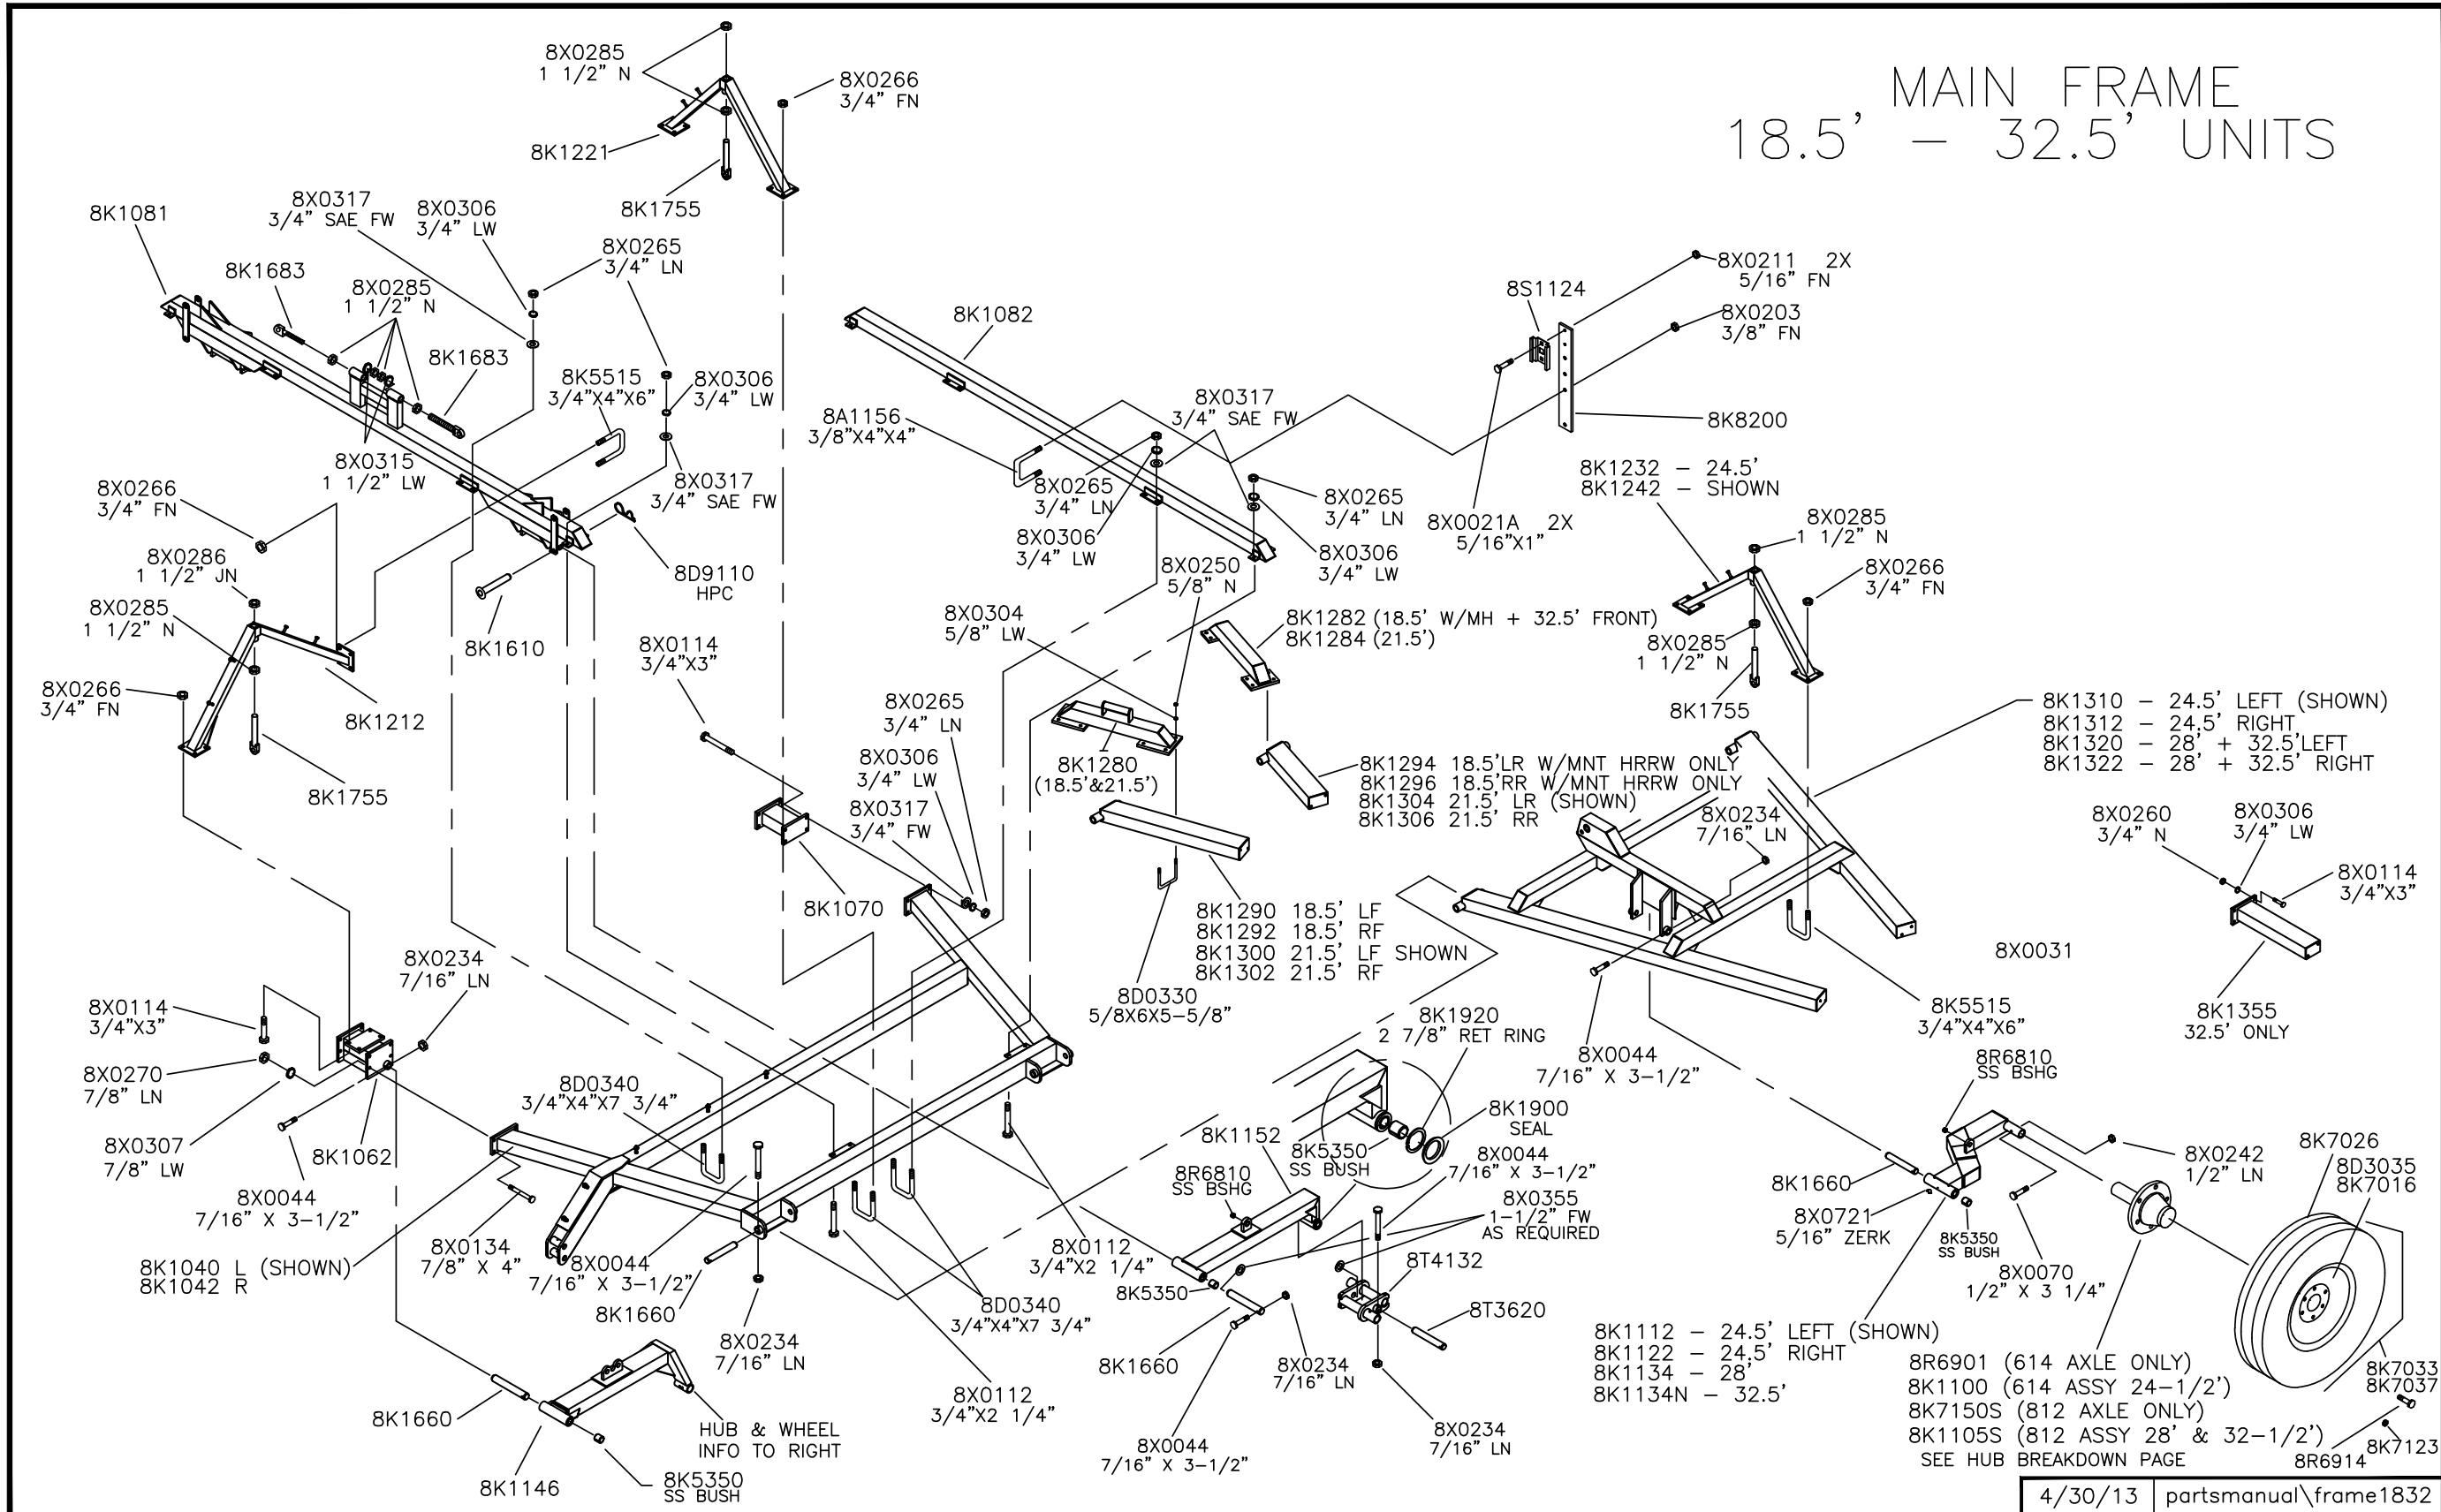 MAIN FRAME
18.5' - 32.5' UNITS
8X0285
1 1/2" N
8X0266
3/4" FN
8K1221
8K1755
8K1081
8X0317
3/4" SAE FW
8X0306
3/4" LW
8X0265
3/4" LN
8K1683
8X0285
1 1/2" N
8K1683
8K5515
3/4"X4"X6"
8X0306
3/4" LW
8X0315
1 1/2" LW
8X0317
3/4" SAE FW
8X0266
3/4" FN
8X0286
1 1/2" JN
8X0285
1 1/2" N
8X0266
3/4" FN
8K1212
8K1755
8K1610
8D9110
HPC
8K1082
8A1156
3/8"X4"X4"
8X0317
3/4" SAE FW
8X0265
3/4" LN
8X0306
3/4" LW
8X0265
3/4" LN
8X0306
3/4" LW
8S1124
8X0211 2X
5/16" FN
8X0203
3/8" FN
8K8200
8X0021A 2X
5/16"X1"
8K1232 - 24.5'
8K1242 - SHOWN
8X0285
1 1/2" N
8X0266
3/4" FN
8X0285
1 1/2" N
8K1755
8X0250
5/8" N
8X0304
5/8" LW
8K1282 (18.5' W/MH + 32.5' FRONT)
8K1284 (21.5')
8X0114
3/4"X3"
8X0265
3/4" LN
8X0306
3/4" LW
8X0317
3/4" FW
8K1280
(18.5'&21.5')
8K1294 18.5'LR W/MNT HRRW ONLY
8K1296 18.5'RR W/MNT HRRW ONLY
8K1304 21.5' LR (SHOWN)
8K1306 21.5' RR
8X0234
7/16" LN
8K1310 - 24.5' LEFT (SHOWN)
8K1312 - 24.5' RIGHT
8K1320 - 28' + 32.5'LEFT
8K1322 - 28' + 32.5' RIGHT
8X0260
3/4" N
8X0306
3/4" LW
8X0114
3/4"X3"
8X0031
8K1355
32.5' ONLY
8K1070
8K1290 18.5' LF
8K1292 18.5' RF
8K1300 21.5' LF SHOWN
8K1302 21.5' RF
8D0330
5/8X6X5-5/8"
8K5515
3/4"X4"X6"
8X0044
7/16" X 3-1/2"
8X0234
7/16" LN
8X0114
3/4"X3"
8X0270
7/8" LN
8X0307
7/8" LW
8X0044
7/16" X 3-1/2"
8K1062
8D0340
3/4"X4"X7 3/4"
8K1920
2 7/8" RET RING
8K1900
SEAL
8K5350
SS BUSH
8K1152
8R6810
SS BSHG
8X0044
7/16" X 3-1/2"
8X0355
1-1/2" FW
AS REQUIRED
8T4132
8T3620
8K5350
8K1660
8X0234
7/16" LN
8X0044
7/16" X 3-1/2"
8X0234
7/16" LN
8K1040 L (SHOWN)
8K1042 R
8X0134
7/8" X 4"
8X0044
7/16" X 3-1/2"
8K1660
8X0234
7/16" LN
8X0112
3/4"X2 1/4"
8D0340
3/4"X4"X7 3/4"
8X0112
3/4"X2 1/4"
8K1660
8K1146
8K5350
SS BUSH
HUB & WHEEL
INFO TO RIGHT
8R6810
SS BSHG
8K1660
8X0721
5/16" ZERK
8K5350
SS BUSH
8X0070
1/2" X 3 1/4"
8X0242
1/2" LN
8K7026
8D3035
8K7016
8K1112 - 24.5' LEFT (SHOWN)
8K1122 - 24.5' RIGHT
8K1134 - 28'
8K1134N - 32.5'
8R6901 (614 AXLE ONLY)
8K1100 (614 ASSY 24-1/2')
8K7150S (812 AXLE ONLY)
8K1105S (812 ASSY 28' & 32-1/2')
SEE HUB BREAKDOWN PAGE
8K7033
8K7037
8K7123
8R6914
4/30/13
partsmanual\frame1832